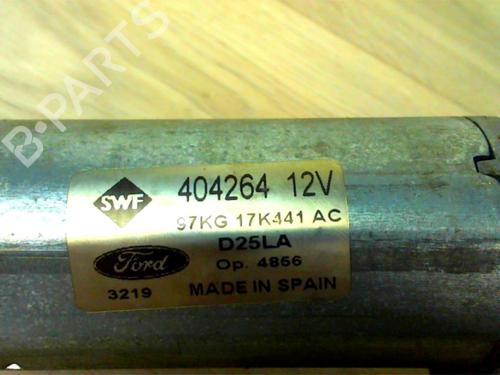 B-PARTS
SWF 404264 12V
97KG 17K441 AC
D25LA
Ford Op. 4856
3219 MADE IN SPAIN